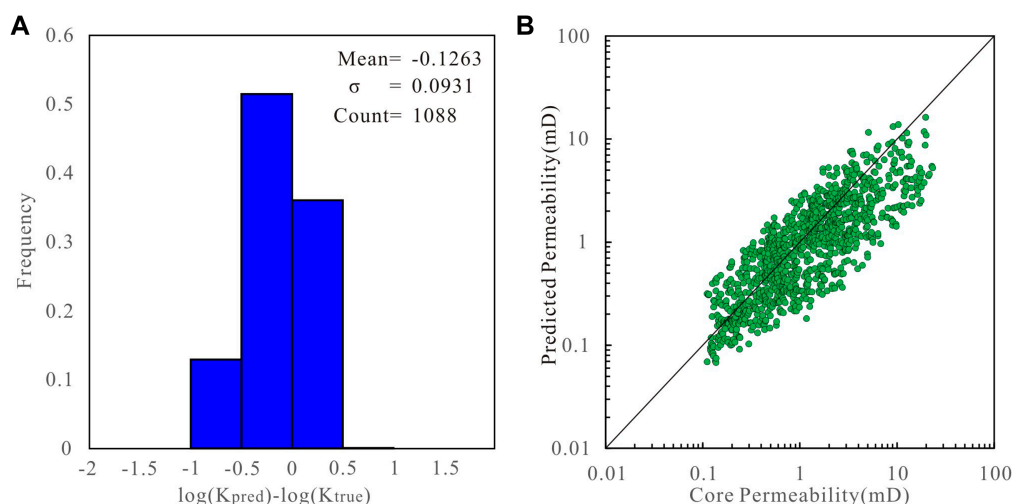 A
0.6
0.5
0.4
0.3
0.2
0.1
0
Frequency
Mean= -0.1263
σ = 0.0931
Count= 1088
-2 -1.5 -1 -0.5 0 0.5 1 1.5
log(Kpred)-log(Ktrue)
B
100
10
1
0.1
0.01
Predicted Permeability(mD)
0.01 0.1 1 10 100
Core Permeability(mD)